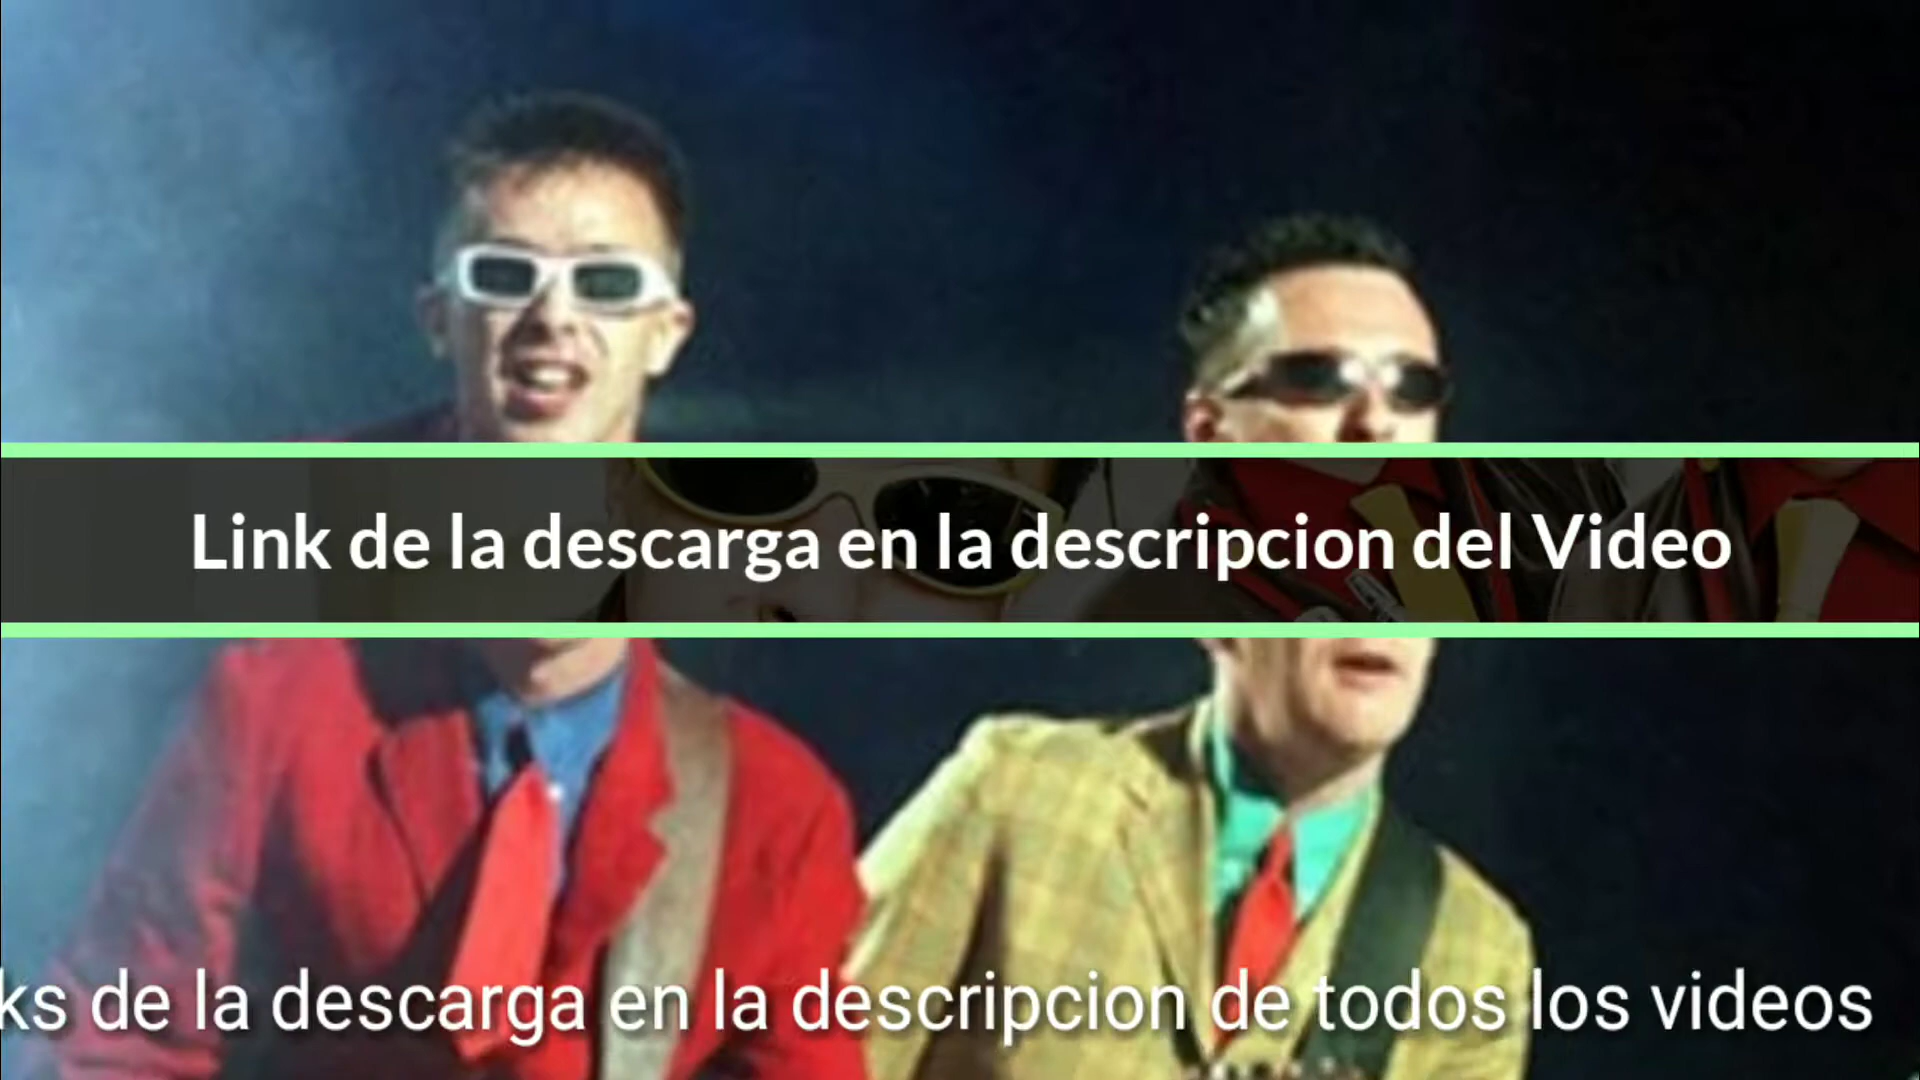 Link de la descarga en la descripcion del Video
ks de la descarga en la descripcion de todos los videos